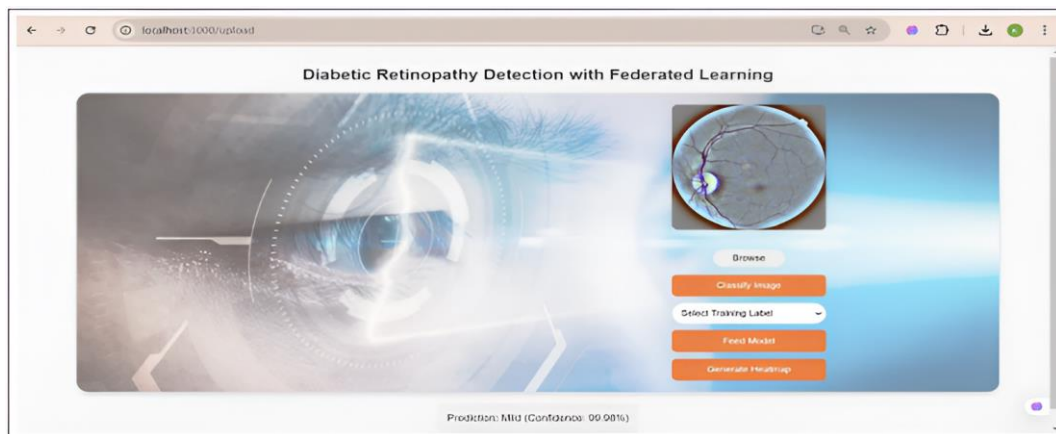 localhost:3000/upload
Diabetic Retinopathy Detection with Federated Learning
Browse
Classify Image
Select Training Label
Feed Model
Generate Heatmap
Prediction: Mild (Confidence: 99.98%)